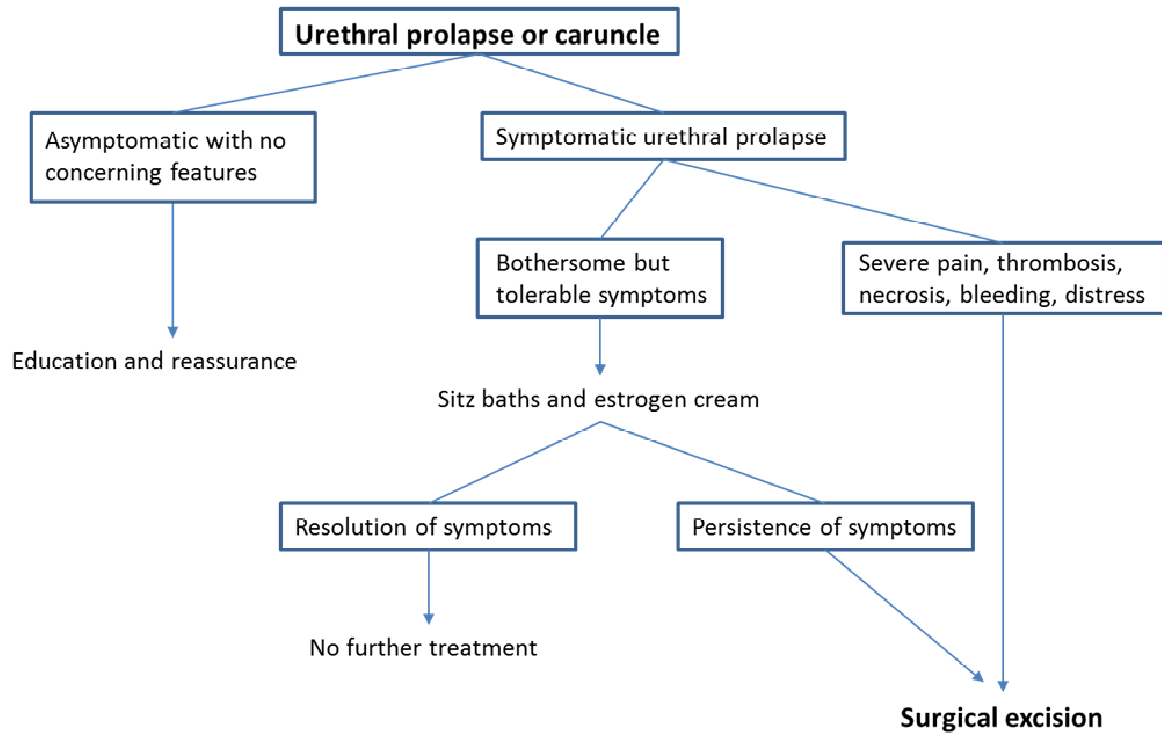 Urethral prolapse or caruncle
Asymptomatic with no
concerning features
Symptomatic urethral prolapse
Bothersome but
tolerable symptoms
Severe pain, thrombosis,
necrosis, bleeding, distress
Education and reassurance
Sitz baths and estrogen cream
Resolution of symptoms
Persistence of symptoms
No further treatment
Surgical excision